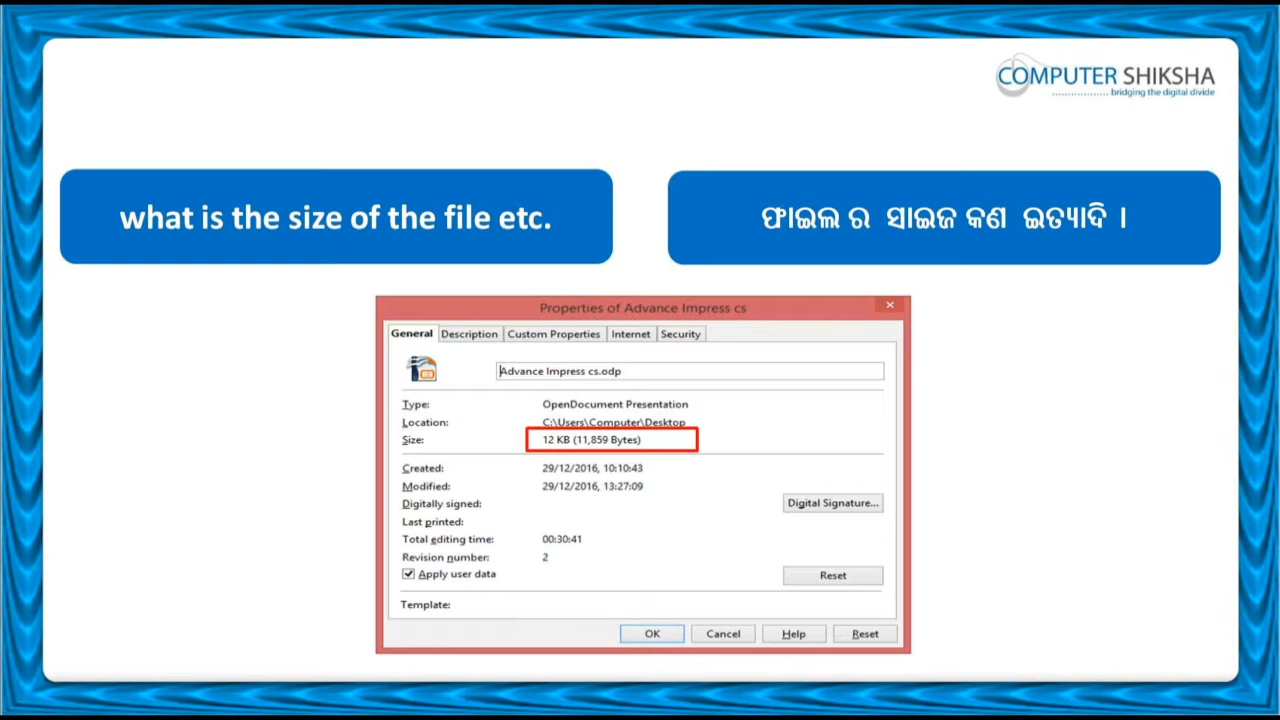 COMPUTER SHIKSHA
bridging the digital divide
what is the size of the file etc.
ଫାଇଲ ର ସାଇଜ କଣ ଇତ୍ୟାଦି ।
Properties of Advance Impress cs
General Description Custom Properties Internet Security
Advance Impress cs.odp
Type: OpenDocument Presentation
Location: C:\Users\Computer\Desktop
Size: 12 KB (11,859 Bytes)
Created: 29/12/2016, 10:10:43
Modified: 29/12/2016, 13:27:09
Digitally signed: Digital Signature...
Last printed:
Total editing time: 00:30:41
Revision number: 2
Apply user data Reset
Template:
OK Cancel Help Reset